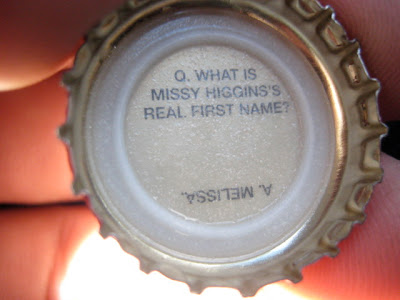 Q. WHAT IS
MISSY HIGGINS'S
REAL FIRST NAME?
A. MELISSA.